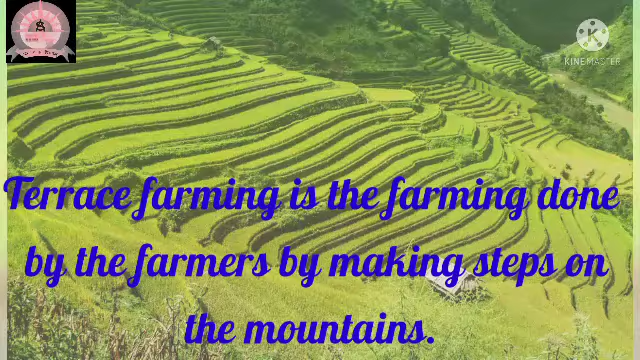 KINEMASTER
Terrace farming is the farming done
by the farmers by making steps on
the mountains.